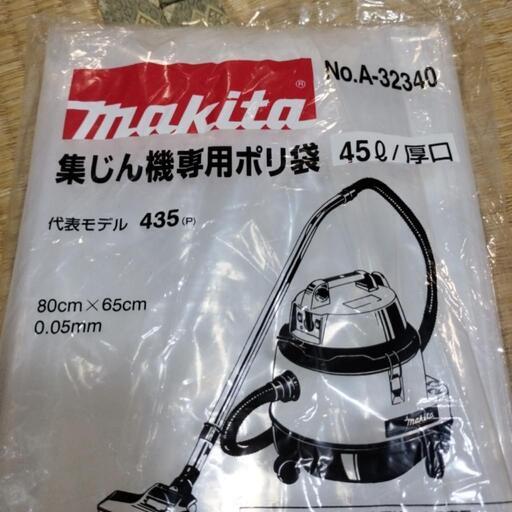 No.A-32340
makita®
集じん機専用ポリ袋 45ℓ/厚口
代表モデル 435(P)
80cm×65cm
0.05mm
makita